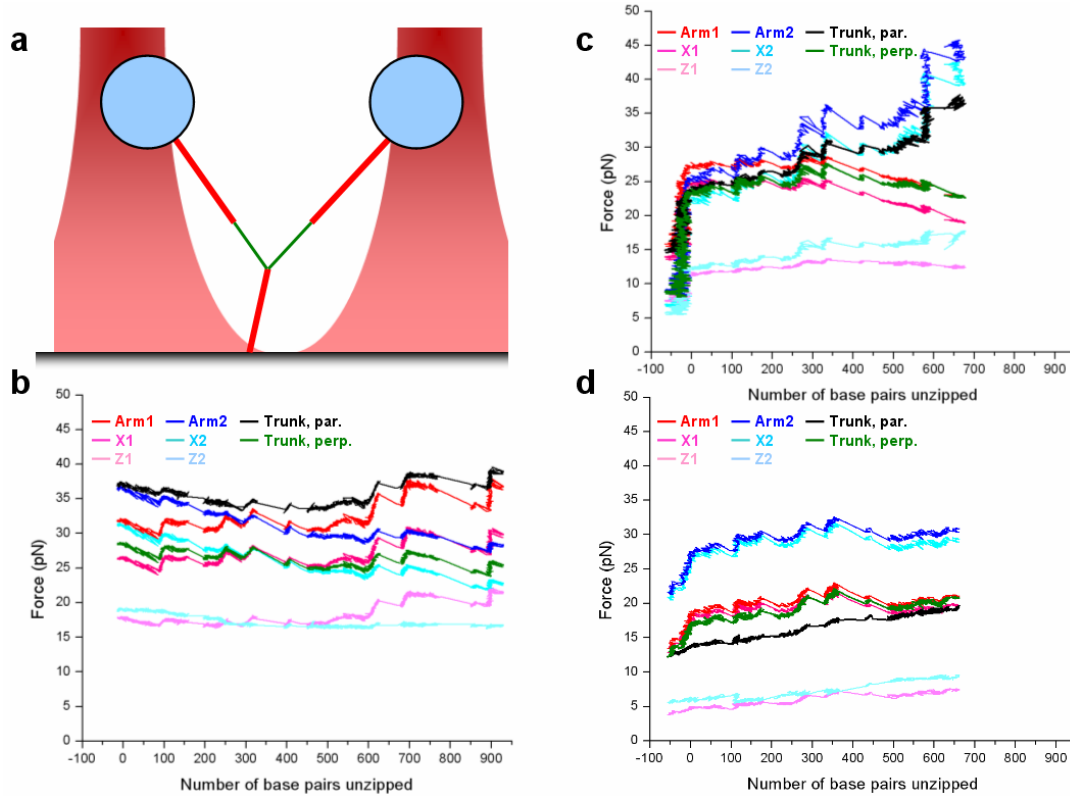 a
b
Arm1 Arm2 Trunk, par.
X1 X2 Trunk, perp.
Z1 Z2
Force (pN)
50
45
40
35
30
25
20
15
10
5
0
-100 0 100 200 300 400 500 600 700 800 900
Number of base pairs unzipped
c
Arm1 Arm2 Trunk, par.
X1 X2 Trunk, perp.
Z1 Z2
Force (pN)
50
45
40
35
30
25
20
15
10
5
0
-100 0 100 200 300 400 500 600 700 800 900
Number of base pairs unzipped
d
Arm1 Arm2 Trunk, par.
X1 X2 Trunk, perp.
Z1 Z2
Force (pN)
50
45
40
35
30
25
20
15
10
5
0
-100 0 100 200 300 400 500 600 700 800 900
Number of base pairs unzipped